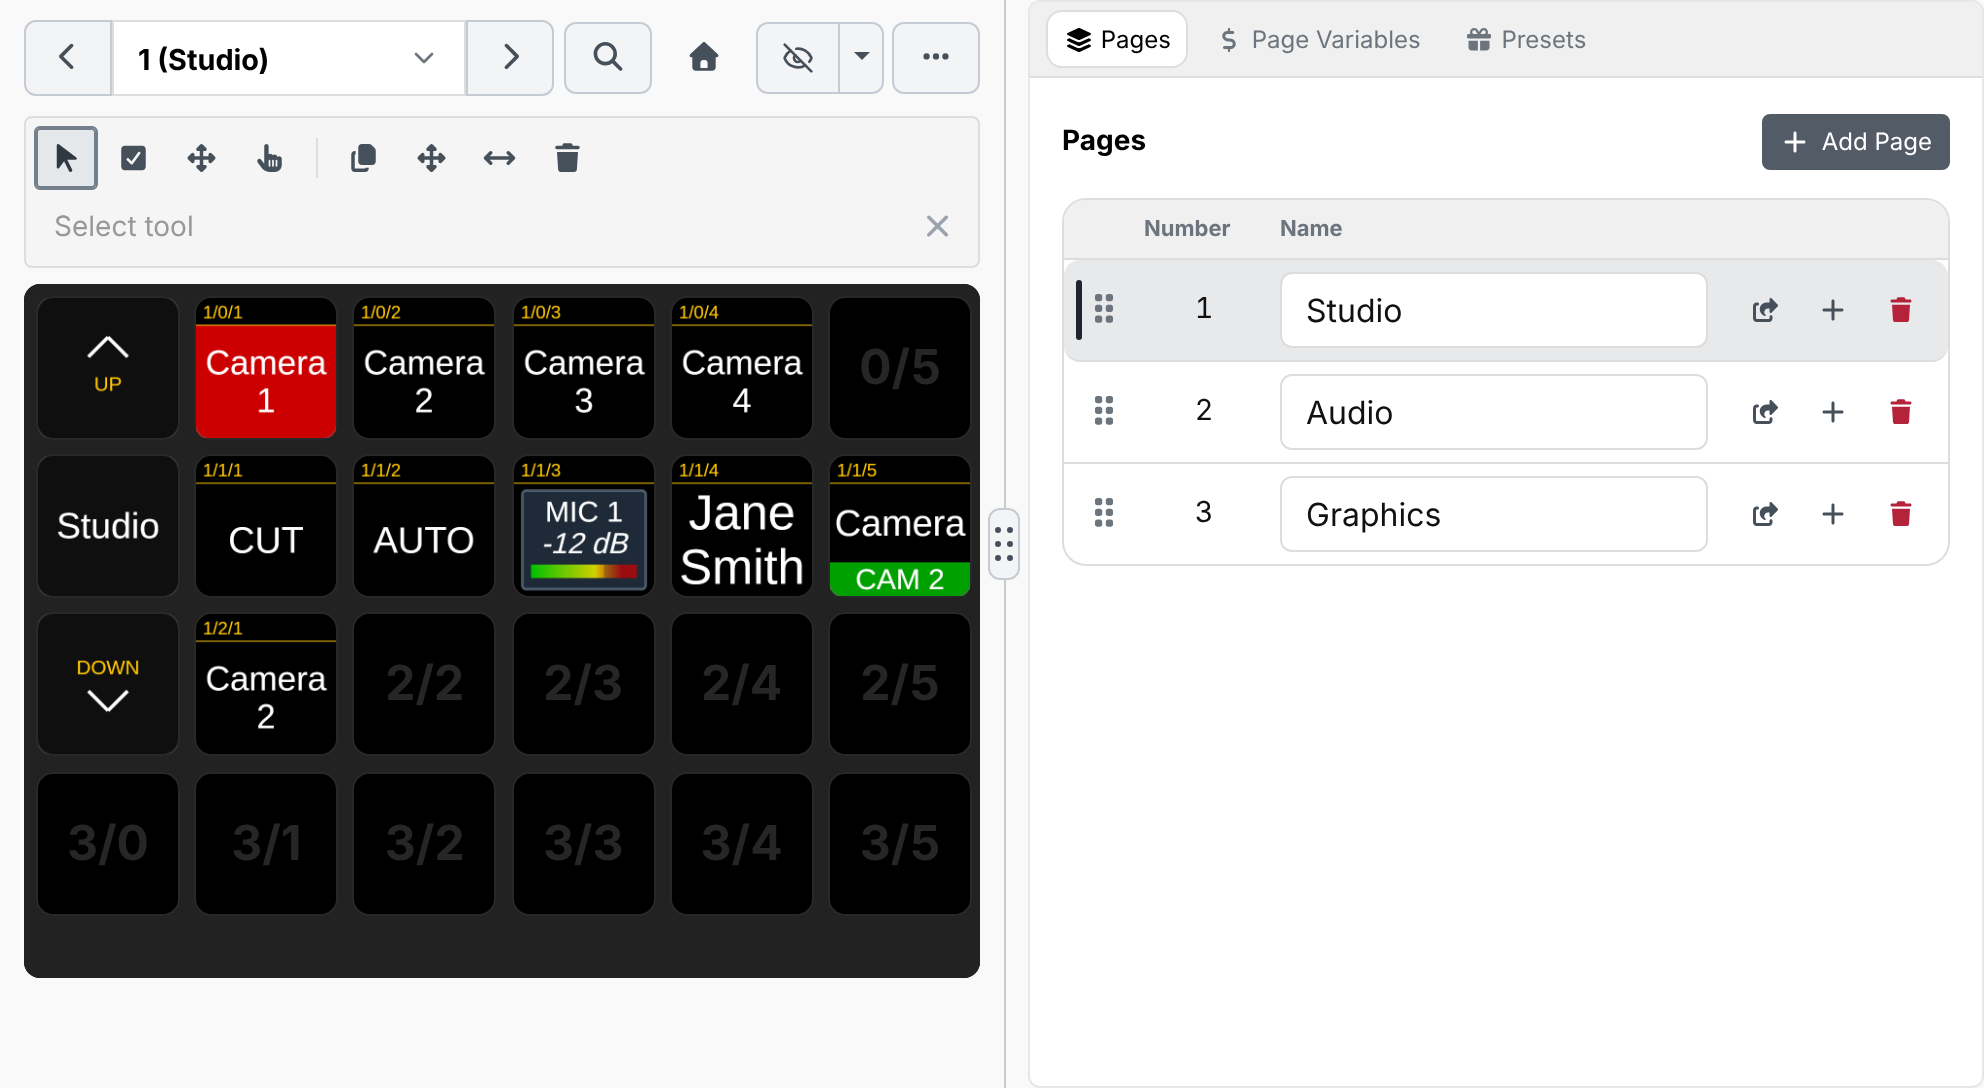 1 (Studio)
Select tool
UP
1/0/1
Camera
1
1/0/2
Camera
2
1/0/3
Camera
3
1/0/4
Camera
4
0/5
Studio
1/1/1
CUT
1/1/2
AUTO
1/1/3
MIC 1
-12 dB
1/1/4
Jane
Smith
1/1/5
Camera
CAM 2
DOWN
1/2/1
Camera
2
2/2
2/3
2/4
2/5
3/0
3/1
3/2
3/3
3/4
3/5
Pages
Page Variables
Presets
Pages
Add Page
Number Name
1 Studio
2 Audio
3 Graphics